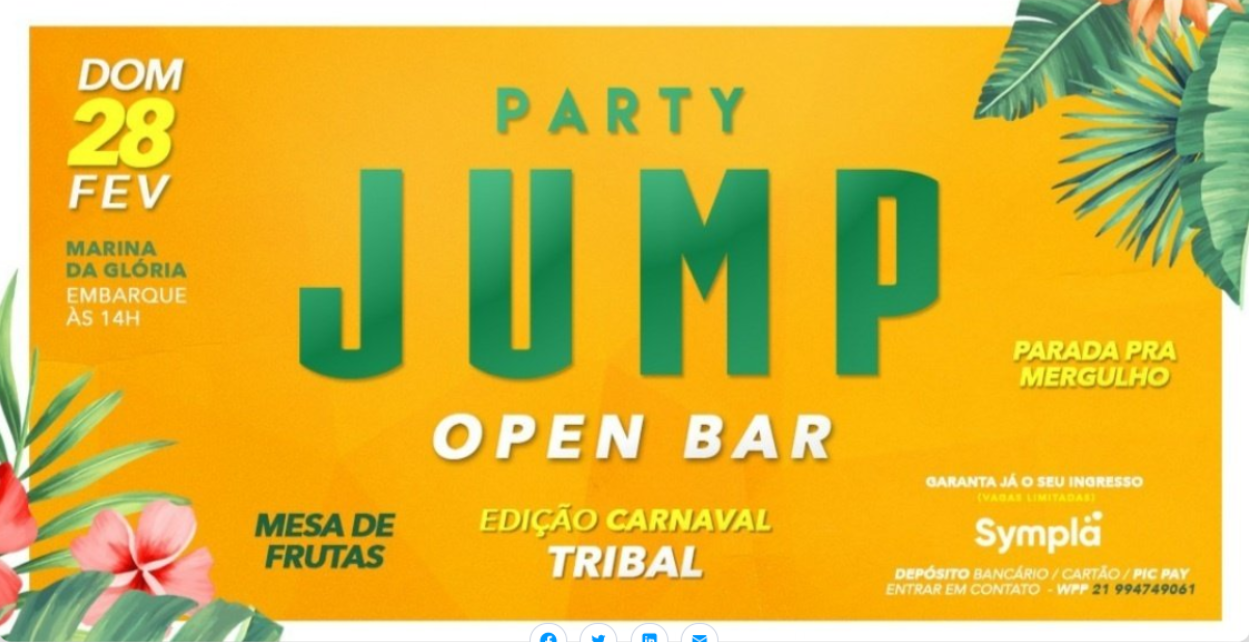 DOM
28
FEV
MARINA
DA GLÓRIA
EMBARQUE
ÀS 14H
PARTY
JUMP
OPEN BAR
EDIÇÃO CARNAVAL
TRIBAL
MESA DE
FRUTAS
PARADA PRA
MERGULHO
GARANTA JÁ O SEU INGRESSO
(VAGAS LIMITADAS)
Sympla
DEPÓSITO BANCÁRIO / CARTÃO / PIC PAY
ENTRAR EM CONTATO - WPP 21 994749061